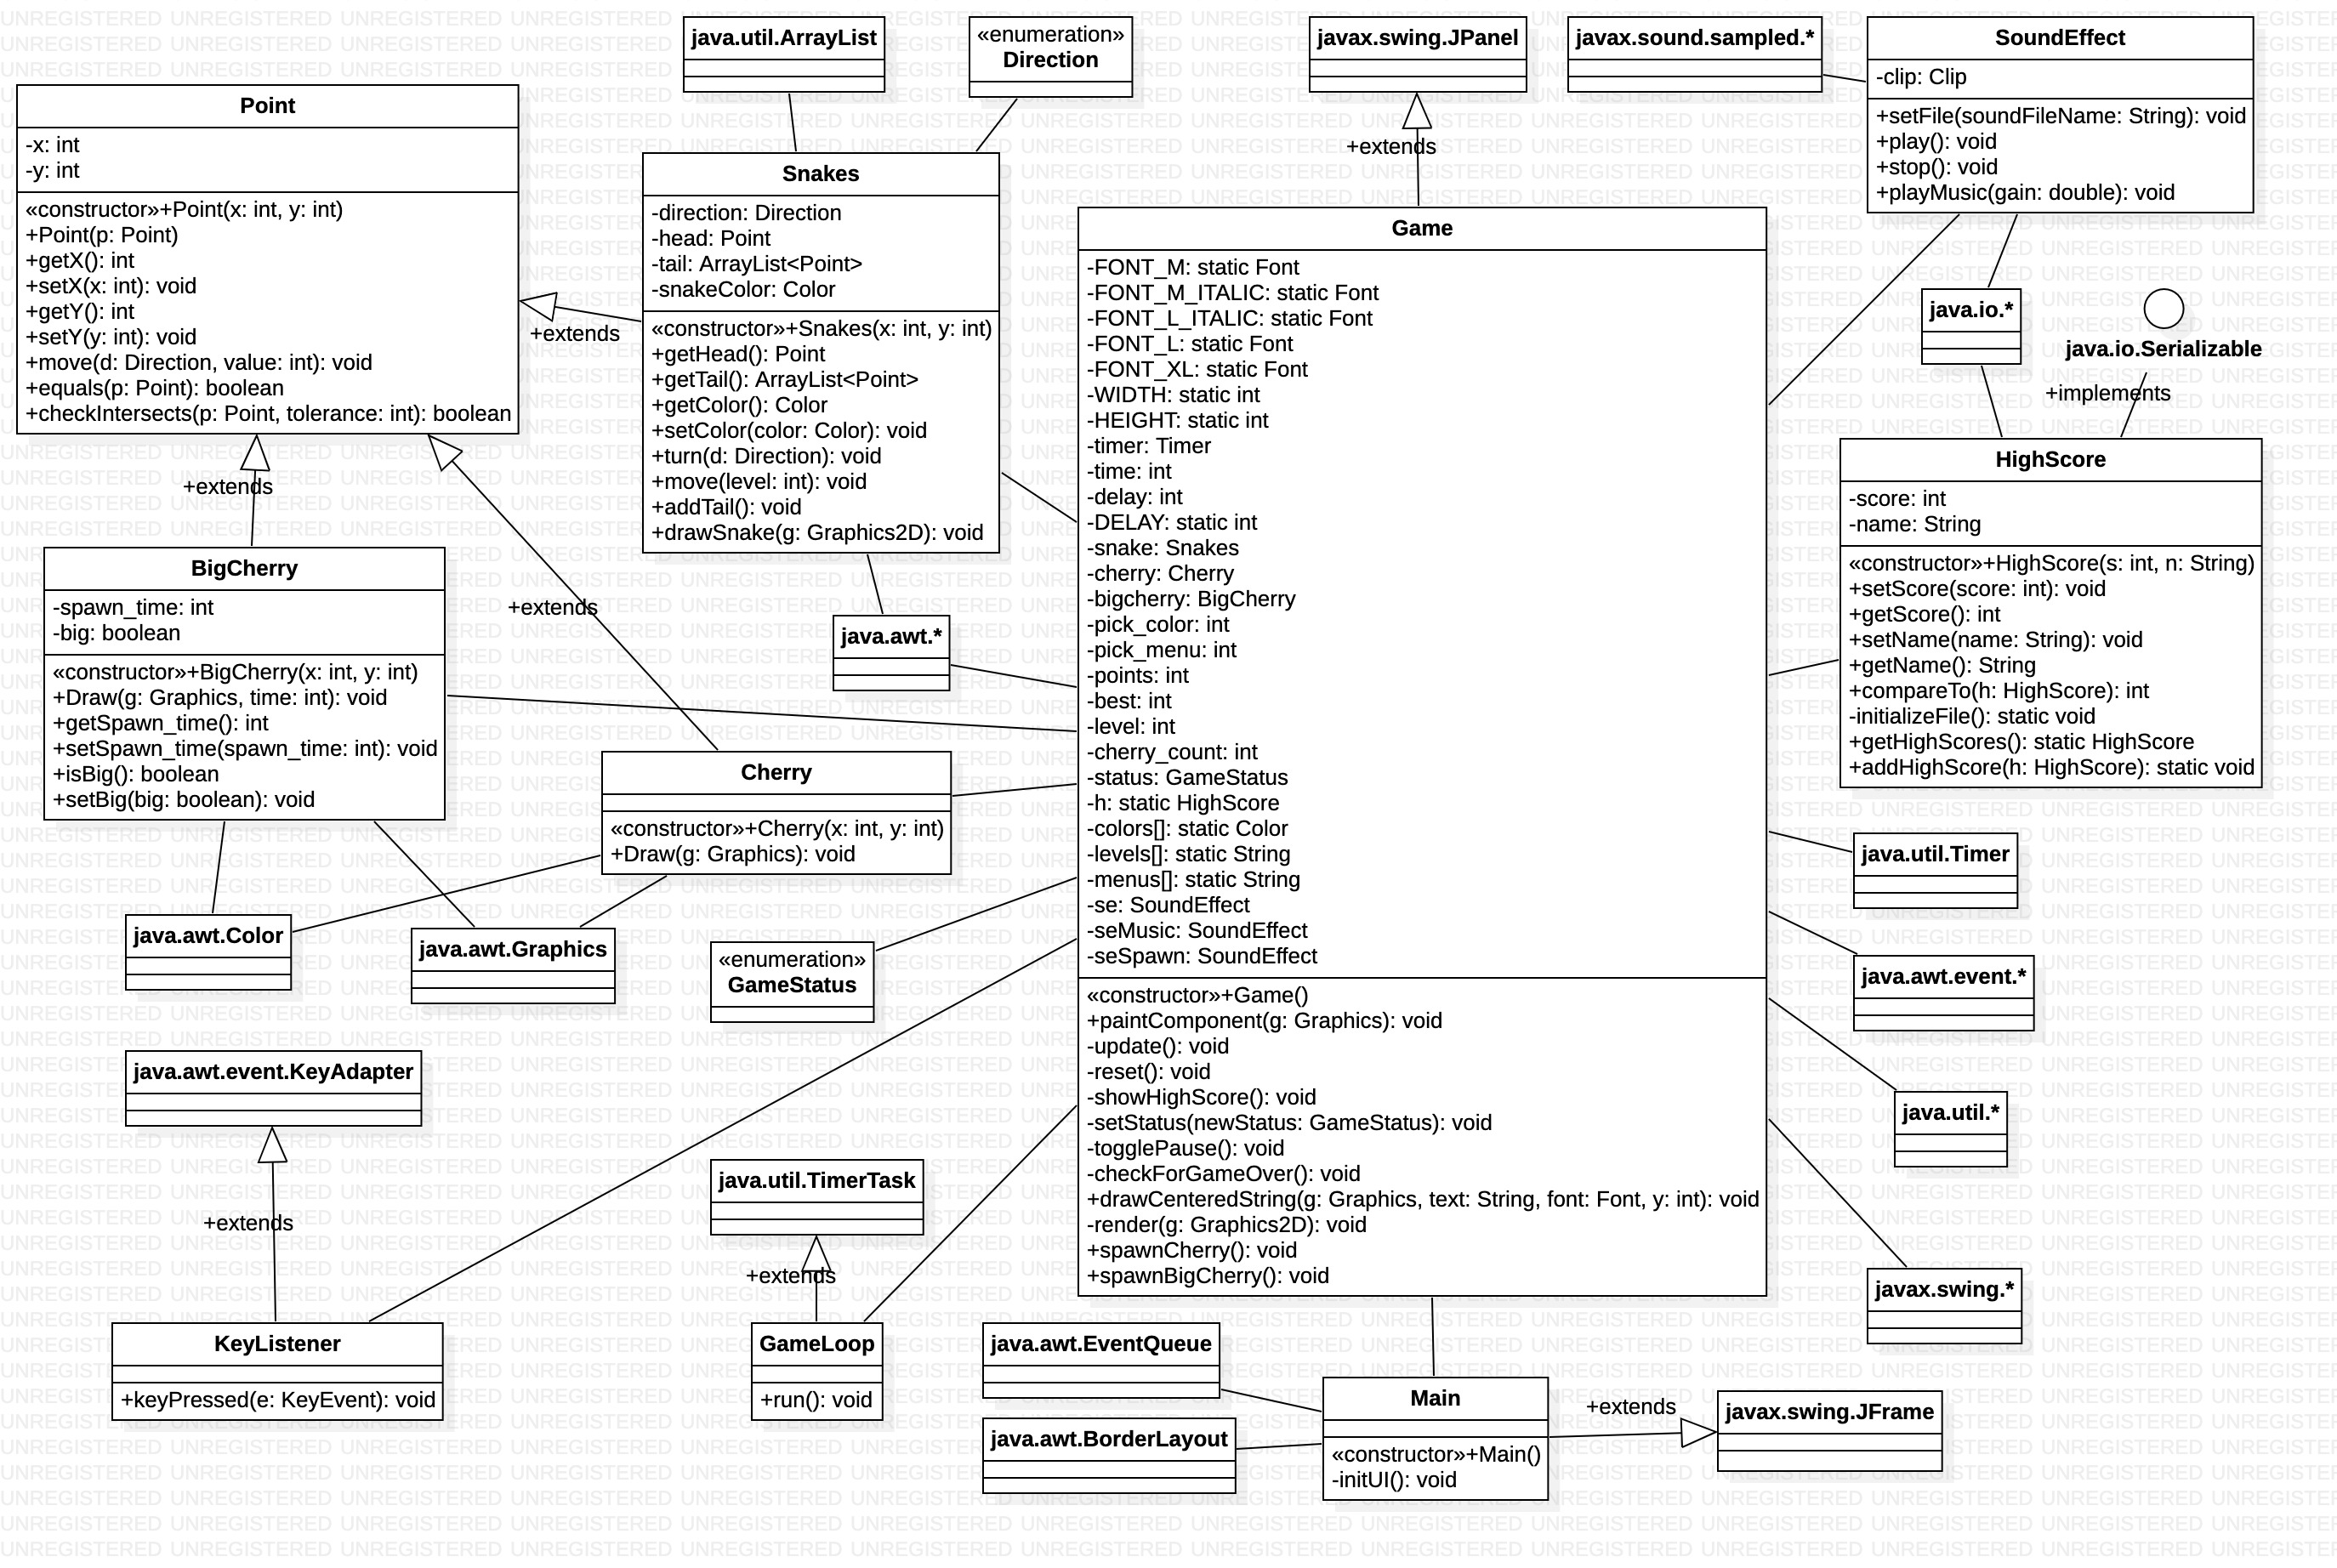 java.util.ArrayList
«enumeration»
Direction
javax.swing.JPanel
javax.sound.sampled.*
SoundEffect
-clip: Clip
+setFile(soundFileName: String): void
+play(): void
+stop(): void
+playMusic(gain: double): void
Point
-x: int
-y: int
«constructor»+Point(x: int, y: int)
+Point(p: Point)
+getX(): int
+setX(x: int): void
+getY(): int
+setY(y: int): void
+move(d: Direction, value: int): void
+equals(p: Point): boolean
+checkIntersects(p: Point, tolerance: int): boolean
+extends
Snakes
-direction: Direction
-head: Point
-tail: ArrayList<Point>
-snakeColor: Color
«constructor»+Snakes(x: int, y: int)
+getHead(): Point
+getTail(): ArrayList<Point>
+getColor(): Color
+setColor(color: Color): void
+turn(d: Direction): void
+move(level: int): void
+addTail(): void
+drawSnake(g: Graphics2D): void
+extends
Game
-FONT_M: static Font
-FONT_M_ITALIC: static Font
-FONT_L_ITALIC: static Font
-FONT_L: static Font
-FONT_XL: static Font
-WIDTH: static int
-HEIGHT: static int
-timer: Timer
-time: int
-delay: int
-DELAY: static int
-snake: Snakes
-cherry: Cherry
-bigcherry: BigCherry
-pick_color: int
-pick_menu: int
-points: int
-best: int
-level: int
-cherry_count: int
-status: GameStatus
-h: static HighScore
-colors[]: static Color
-levels[]: static String
-menus[]: static String
-se: SoundEffect
-seMusic: SoundEffect
-seSpawn: SoundEffect
«constructor»+Game()
+paintComponent(g: Graphics): void
-update(): void
-reset(): void
-showHighScore(): void
-setStatus(newStatus: GameStatus): void
-togglePause(): void
-checkForGameOver(): void
+drawCenteredString(g: Graphics, text: String, font: Font, y: int): void
-render(g: Graphics2D): void
+spawnCherry(): void
+spawnBigCherry(): void
java.io.*
java.io.Serializable
+implements
HighScore
-score: int
-name: String
«constructor»+HighScore(s: int, n: String)
+setScore(score: int): void
+getScore(): int
+setName(name: String): void
+getName(): String
+compareTo(h: HighScore): int
-initializeFile(): static void
+getHighScores(): static HighScore
+addHighScore(h: HighScore): static void
+extends
+extends
BigCherry
-spawn_time: int
-big: boolean
«constructor»+BigCherry(x: int, y: int)
+Draw(g: Graphics, time: int): void
+getSpawn_time(): int
+setSpawn_time(spawn_time: int): void
+isBig(): boolean
+setBig(big: boolean): void
java.awt.*
Cherry
«constructor»+Cherry(x: int, y: int)
+Draw(g: Graphics): void
java.awt.Color
java.awt.Graphics
«enumeration»
GameStatus
java.util.Timer
java.awt.event.*
java.util.*
javax.swing.*
java.awt.event.KeyAdapter
+extends
KeyListener
+keyPressed(e: KeyEvent): void
java.util.TimerTask
+extends
GameLoop
+run(): void
java.awt.EventQueue
java.awt.BorderLayout
Main
«constructor»+Main()
-initUI(): void
+extends
javax.swing.JFrame